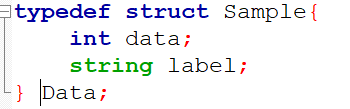 typedef struct Sample{
    int data;
    string label;
} Data;